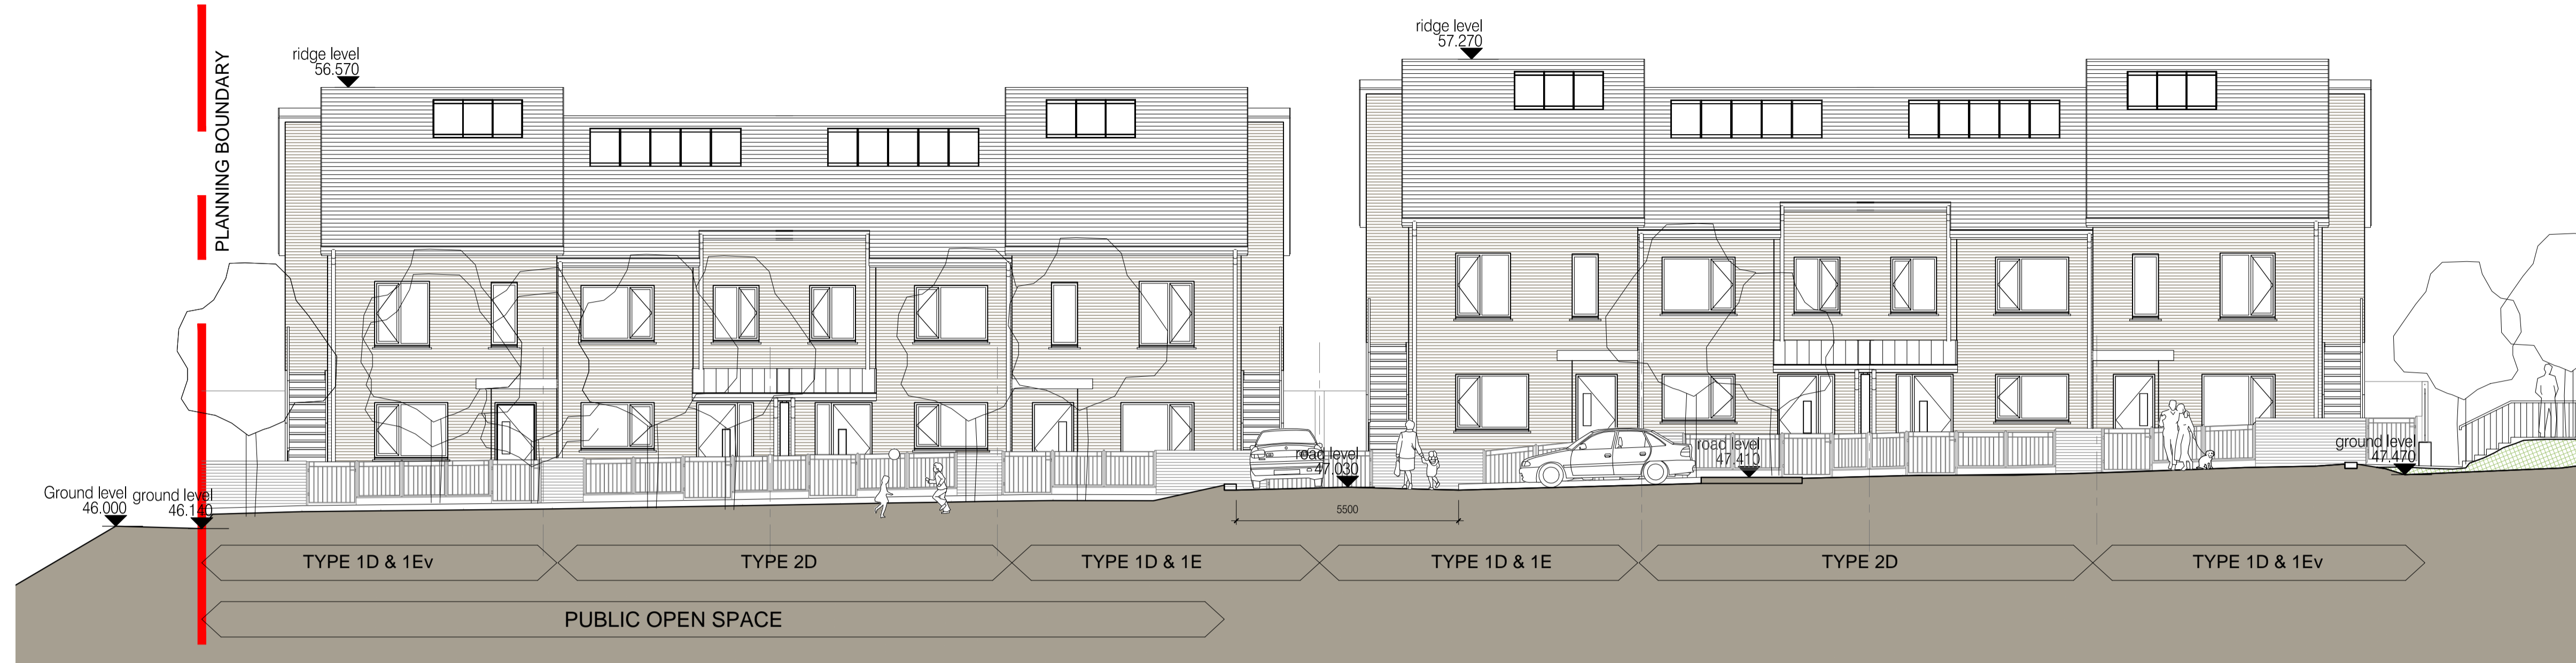 ridge level
57.270
ridge level
56.570
PLANNING BOUNDARY
road level
47.410
ground level
47.470
road level
47.030
Ground level
46.000
ground level
46.140
5500
TYPE 1D & 1Ev
TYPE 2D
TYPE 1D & 1E
TYPE 1D & 1E
TYPE 2D
TYPE 1D & 1Ev
PUBLIC OPEN SPACE